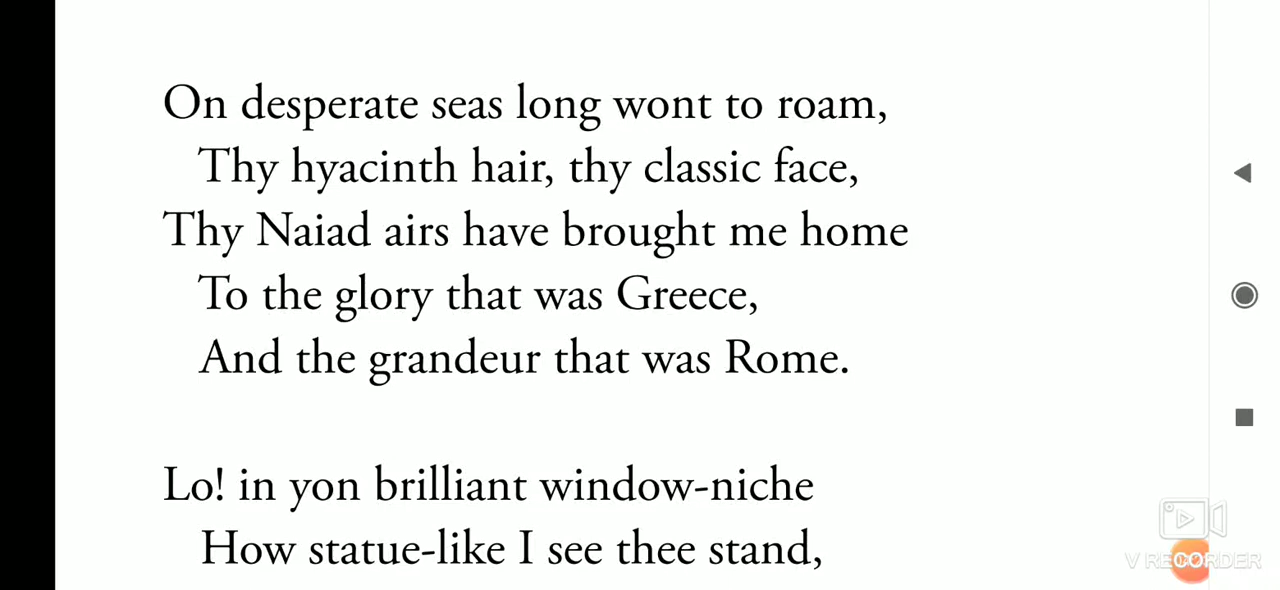 On desperate seas long wont to roam,
Thy hyacinth hair, thy classic face,
Thy Naiad airs have brought me home
To the glory that was Greece,
And the grandeur that was Rome.
Lo! in yon brilliant window-niche
How statue-like I see thee stand,
V RECORDER